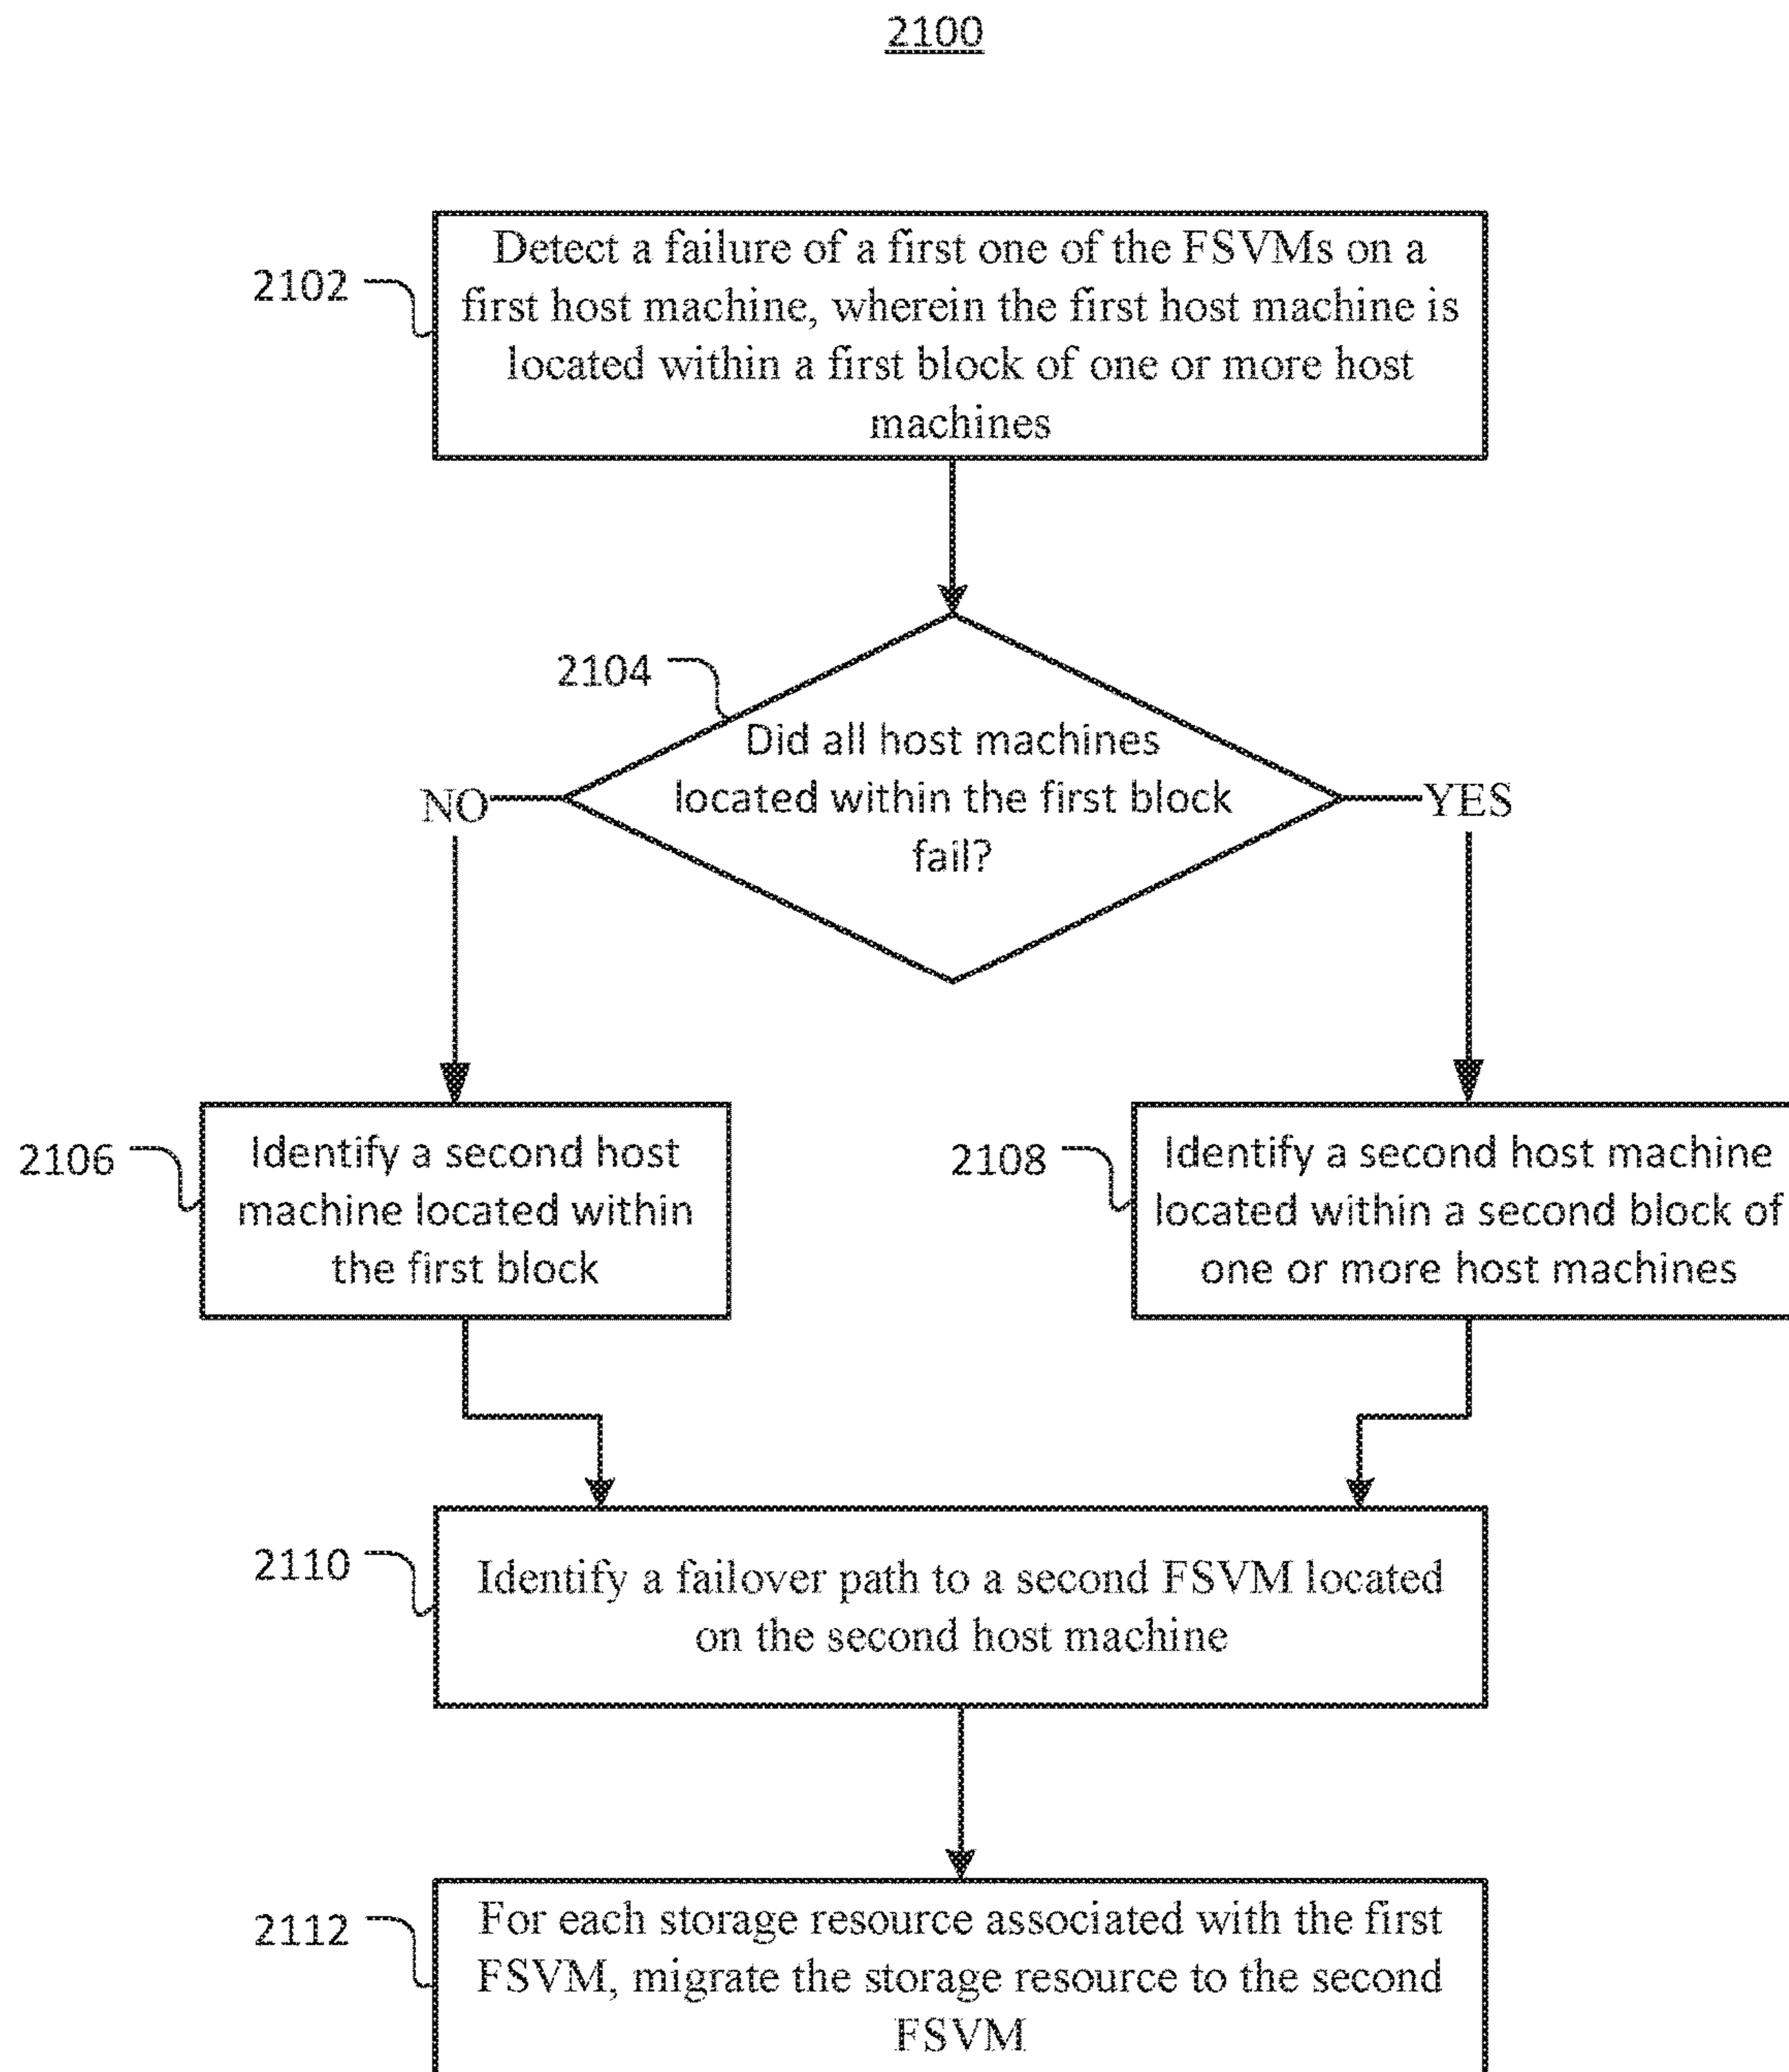 2100
2102
Detect a failure of a first one of the FSVMs on a
first host machine, wherein the first host machine is
located within a first block of one or more host
machines
2104
Did all host machines
located within the first block
fail?
NO
YES
2106
Identify a second host
machine located within
the first block
2108
Identify a second host machine
located within a second block of
one or more host machines
2110
Identify a failover path to a second FSVM located
on the second host machine
2112
For each storage resource associated with the first
FSVM, migrate the storage resource to the second
FSVM